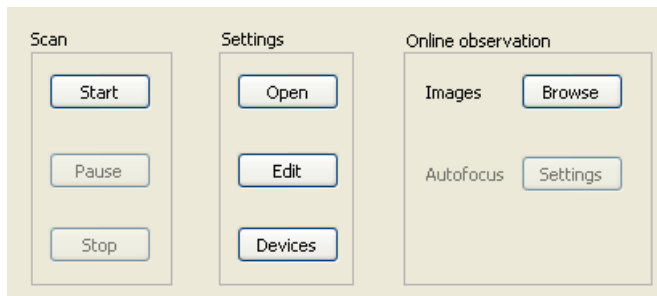 Scan
Start
Pause
Stop
Settings
Open
Edit
Devices
Online observation
Images Browse
Autofocus Settings